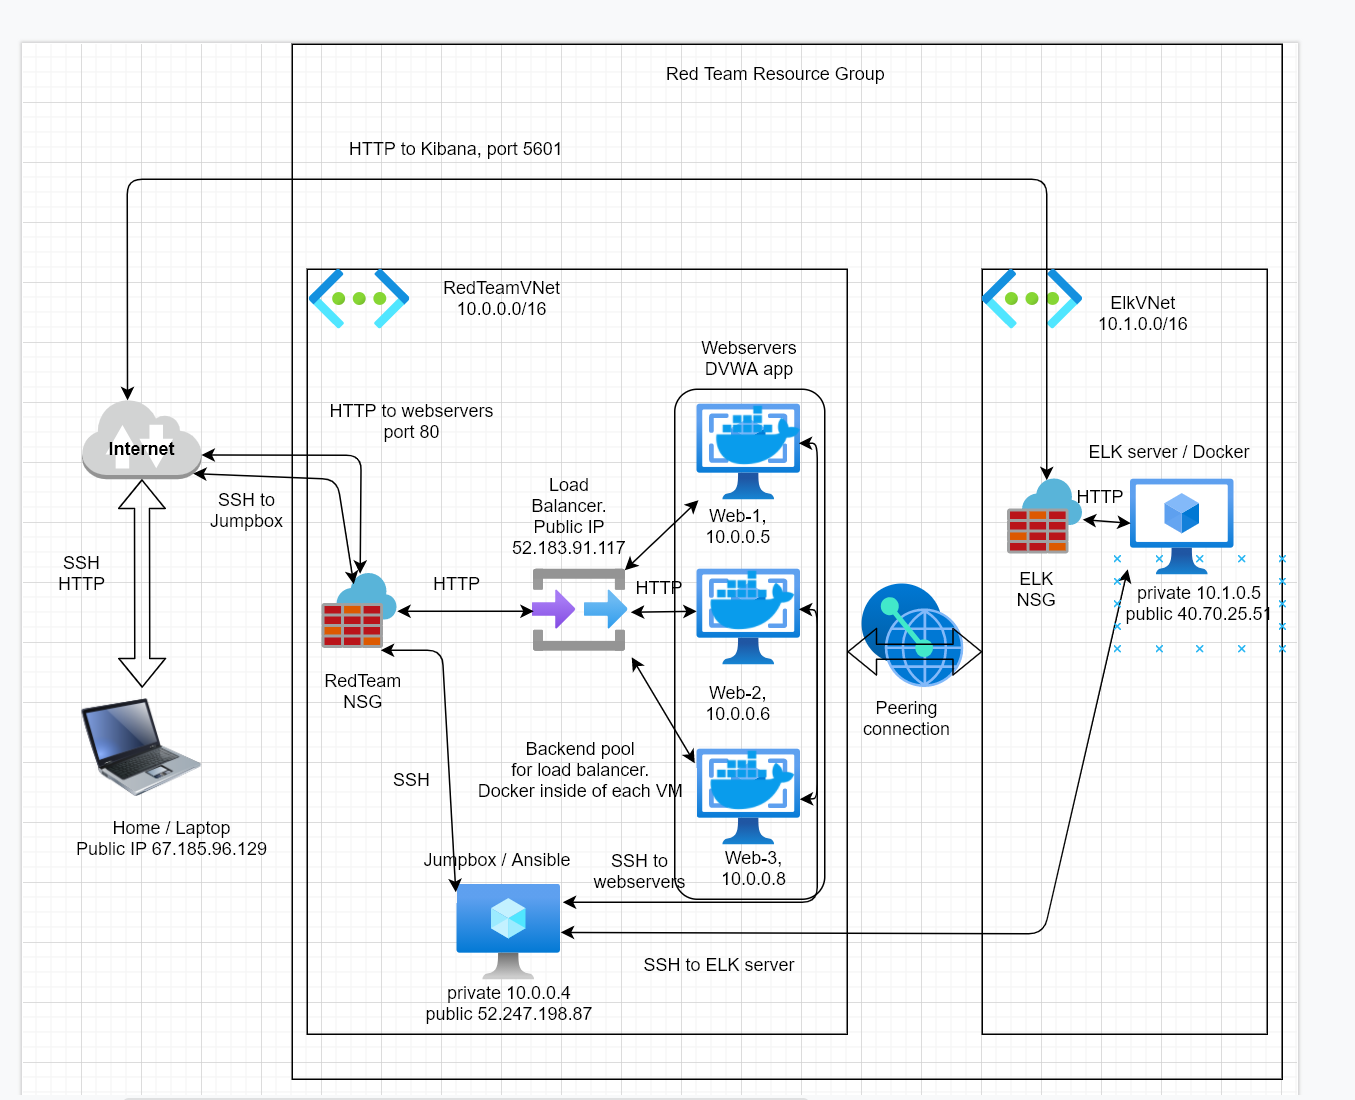 Red Team Resource Group
HTTP to Kibana, port 5601
RedTeamVNet
10.0.0.0/16
ElkVNet
10.1.0.0/16
Webservers
DVWA app
HTTP to webservers
port 80
Internet
ELK server / Docker
SSH to
Jumpbox
Load
Balancer.
Public IP
52.183.91.117
Web-1,
10.0.0.5
HTTP
SSH
HTTP
HTTP
HTTP
ELK
NSG
private 10.1.0.5
public 40.70.25.51
RedTeam
NSG
Web-2,
10.0.0.6
Peering
connection
Backend pool
for load balancer.
Docker inside of each VM
SSH
Home / Laptop
Public IP 67.185.96.129
Jumpbox / Ansible
SSH to
webservers
Web-3,
10.0.0.8
SSH to ELK server
private 10.0.0.4
public 52.247.198.87